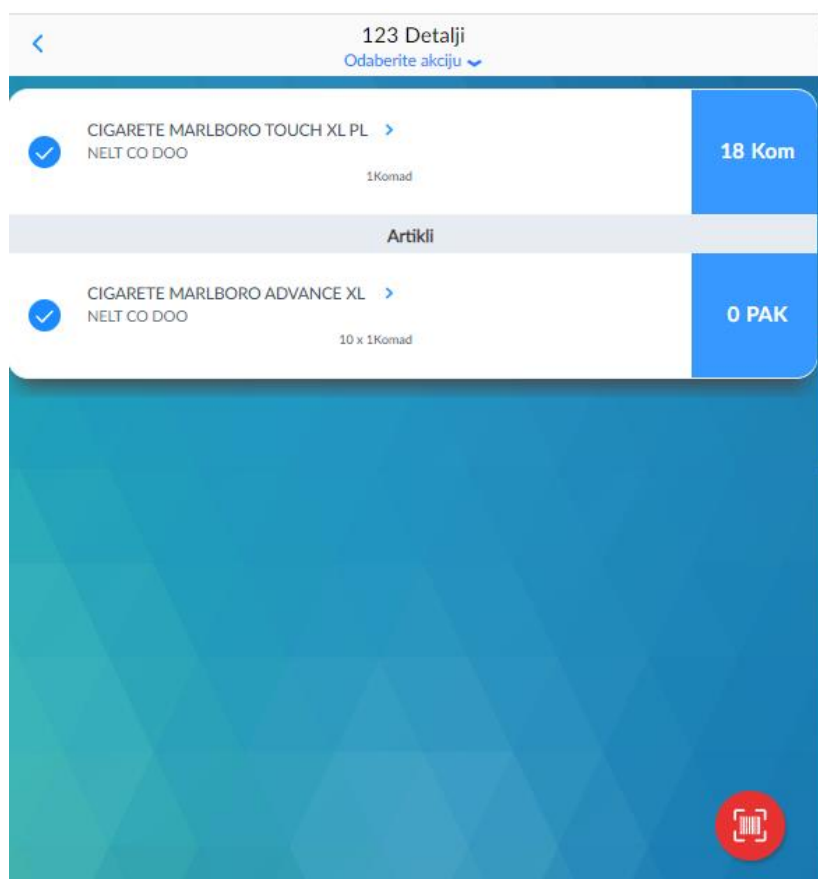 123 Detalji
Odaberite akciju
CIGARETE MARLBORO TOUCH XL PL
NELT CO DOO
1Komad
18 Kom
Artikli
CIGARETE MARLBORO ADVANCE XL
NELT CO DOO
10 x 1Komad
0 PAK